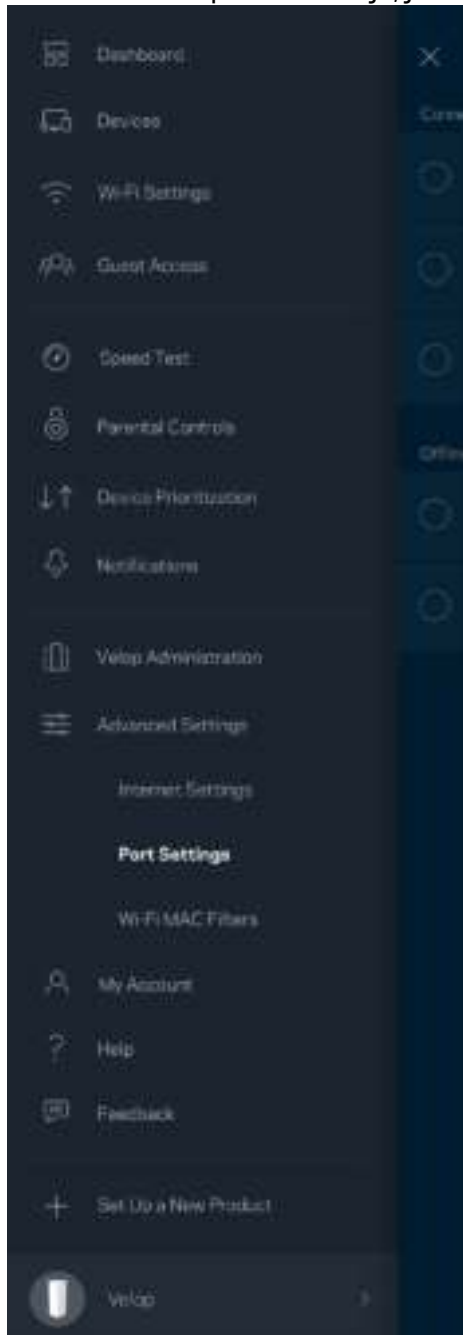 Dashboard
Devices
Wi-Fi Settings
Guest Access
Speed Test
Parental Controls
Device Prioritization
Notifications
Velop Administration
Advanced Settings
Internet Settings
Port Settings
Wi-Fi MAC Filters
My Account
Help
Feedback
Set Up a New Product
Velop